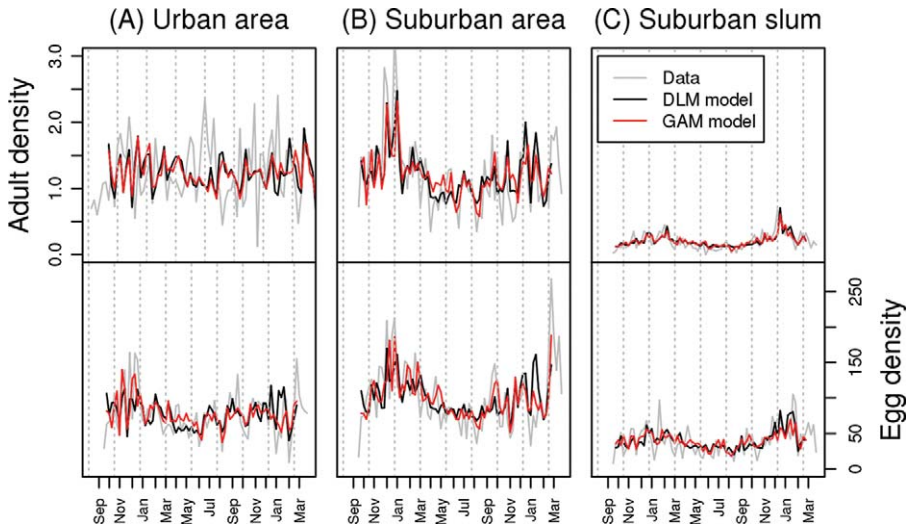 (A) Urban area
(B) Suburban area
(C) Suburban slum
Adult density
3.0
2.0
1.0
0.0
Data
DLM model
GAM model
250
150
50
0
Egg density
Sep Nov Jan Mar May Jul Sep Nov Jan Mar
Sep Nov Jan Mar May Jul Sep Nov Jan Mar
Sep Nov Jan Mar May Jul Sep Nov Jan Mar